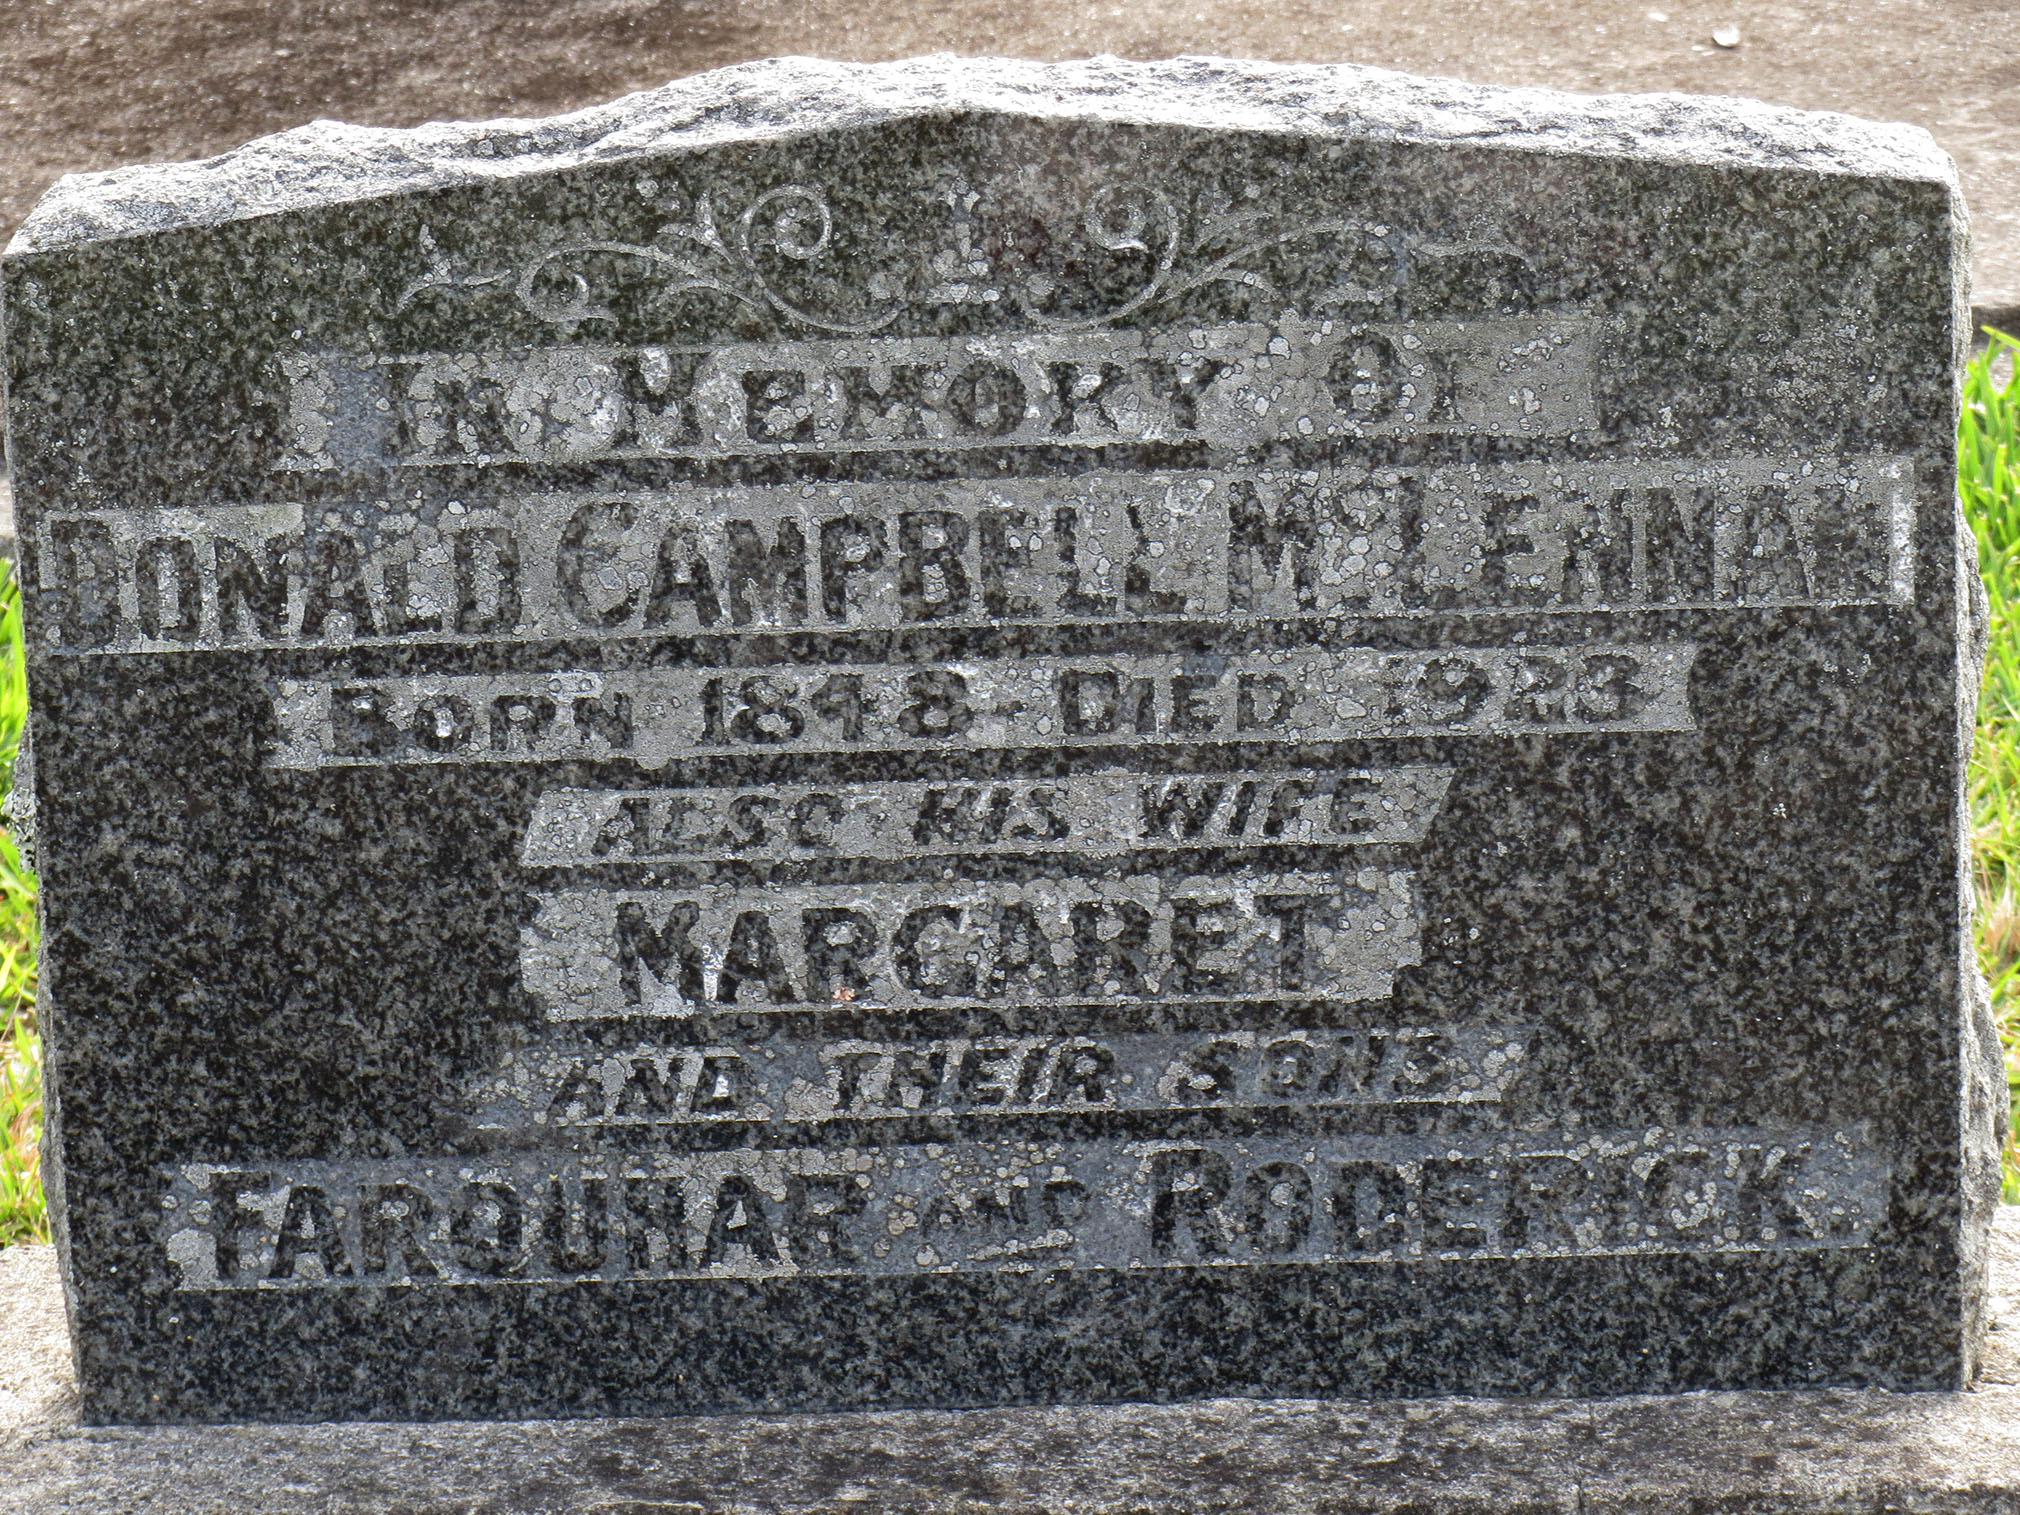 In Memory Of
Donald Campbell McLennan
Born 1848 - Died 1923
Also His Wife
Margaret
And Their Sons
Farquhar and Roderick.